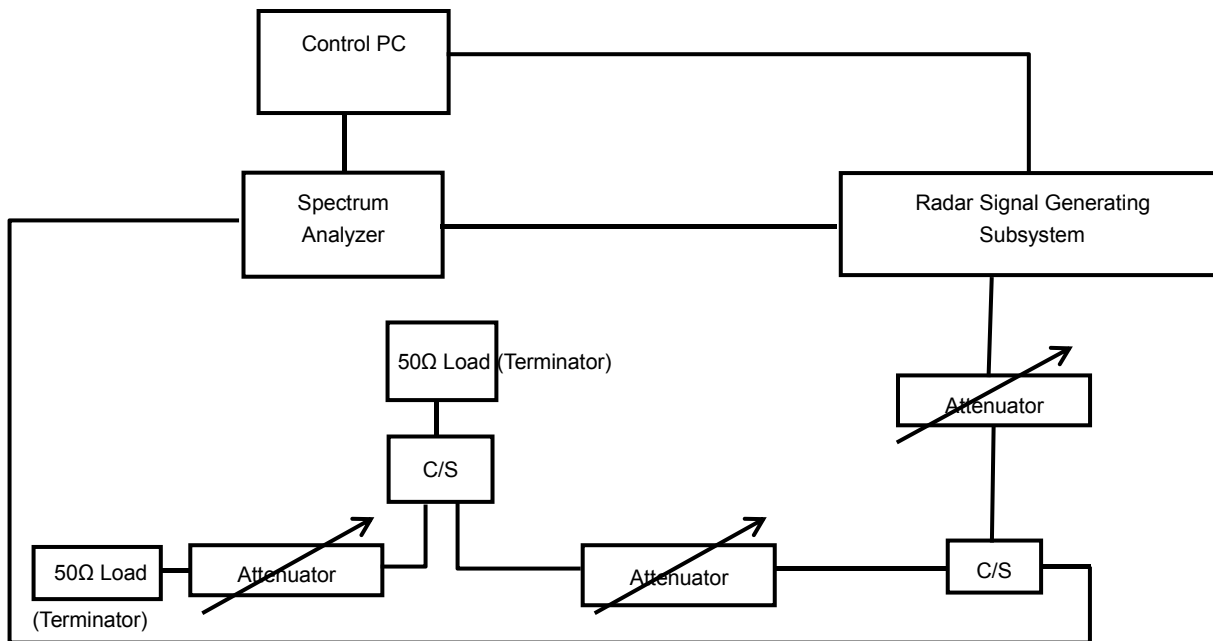 Control PC
Spectrum
Analyzer
Radar Signal Generating
Subsystem
50Ω Load (Terminator)
Attenuator
C/S
50Ω Load
(Terminator)
Attenuator
Attenuator
C/S